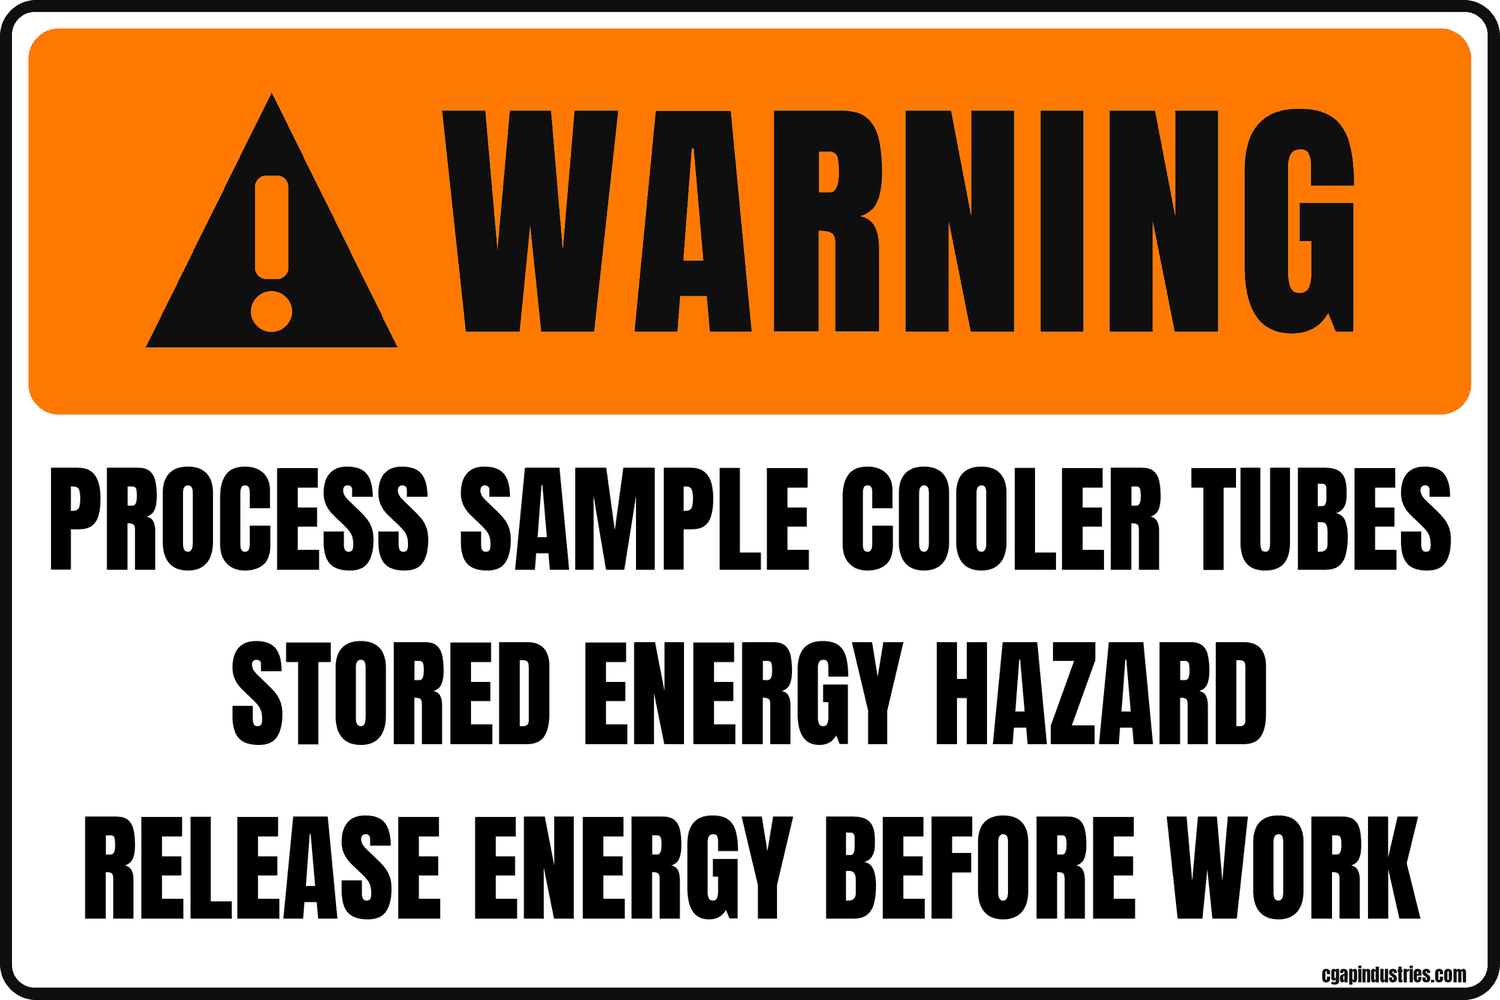 WARNING
PROCESS SAMPLE COOLER TUBES
STORED ENERGY HAZARD
RELEASE ENERGY BEFORE WORK
cgapindustries.com